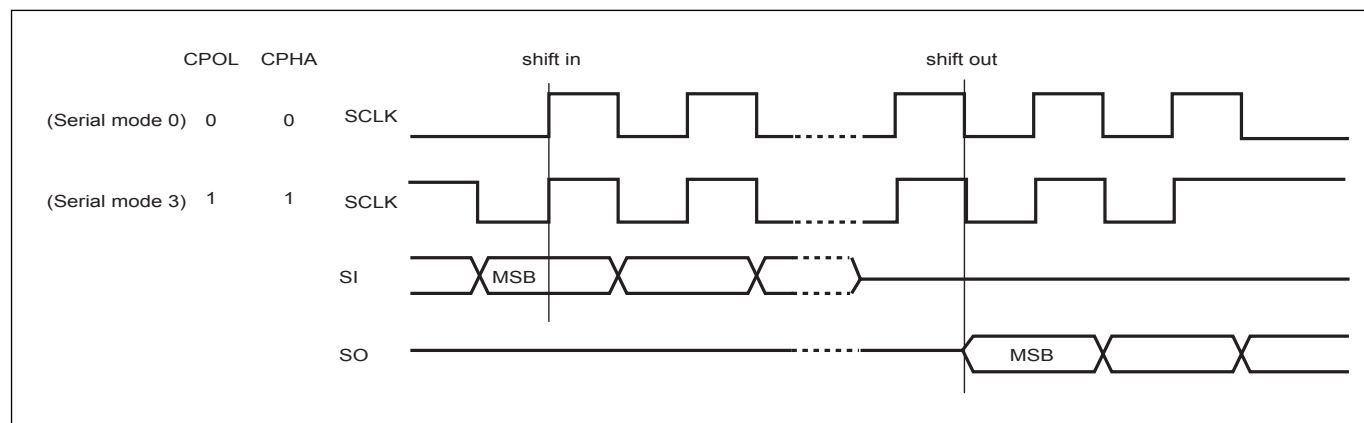 CPOL CPHA shift in shift out
(Serial mode 0) 0 0 SCLK
(Serial mode 3) 1 1 SCLK
SI MSB
SO MSB